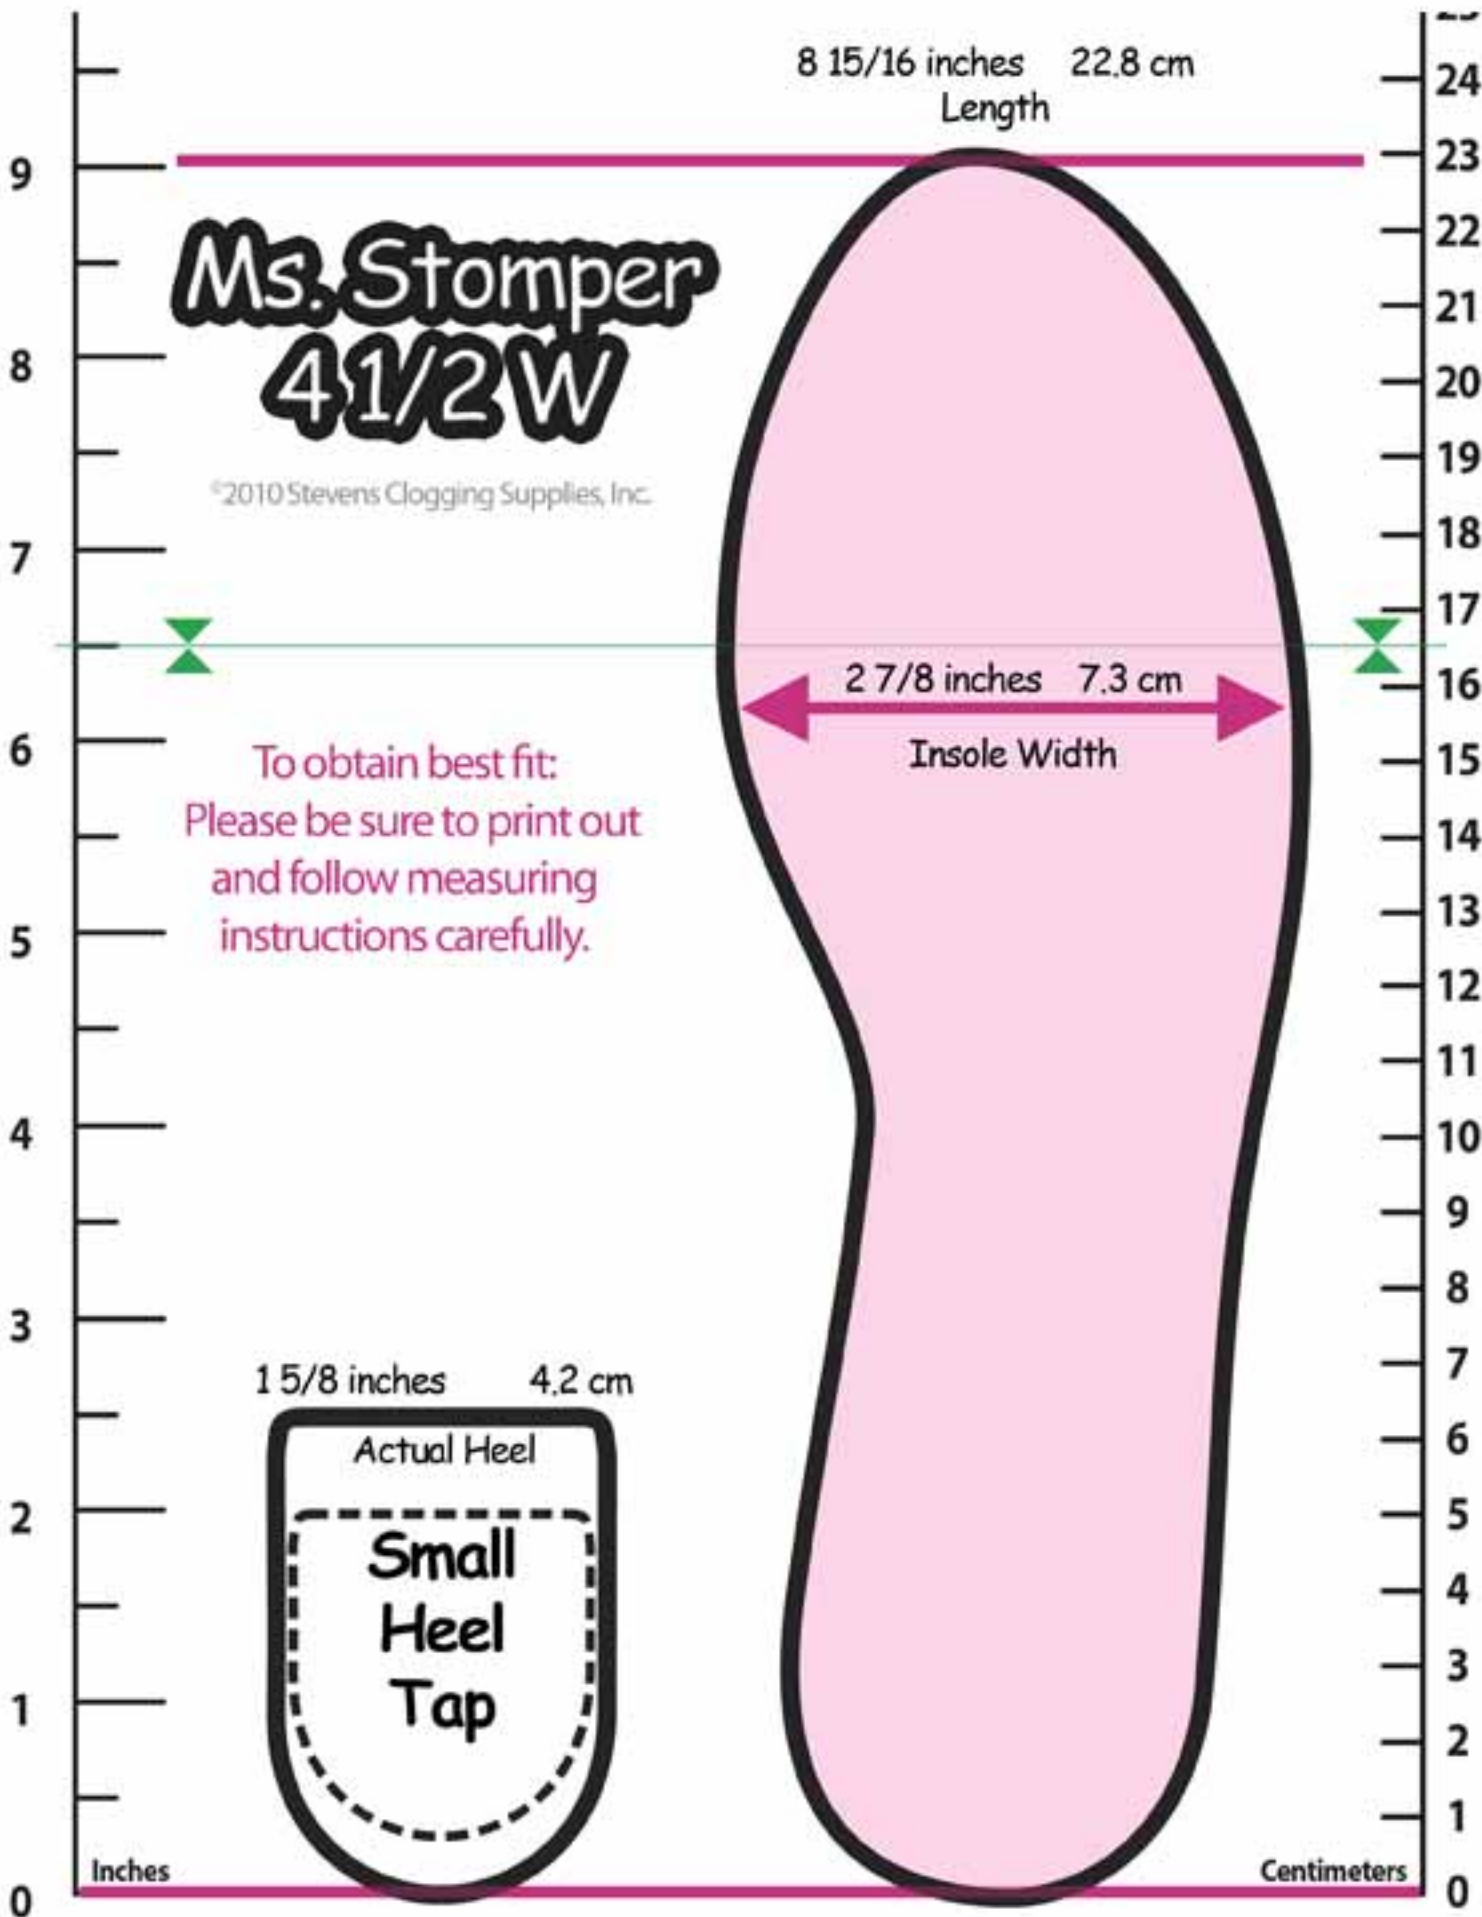 8 15/16 inches 22.8 cm
Length
Ms. Stomper
4 1/2 W
©2010 Stevens Clogging Supplies, Inc.
2 7/8 inches 7.3 cm
Insole Width
To obtain best fit:
Please be sure to print out
and follow measuring
instructions carefully.
1 5/8 inches 4.2 cm
Actual Heel
Small
Heel
Tap
Inches
9
8
7
6
5
4
3
2
1
0
Centimeters
24
23
22
21
20
19
18
17
16
15
14
13
12
11
10
9
8
7
6
5
4
3
2
1
0